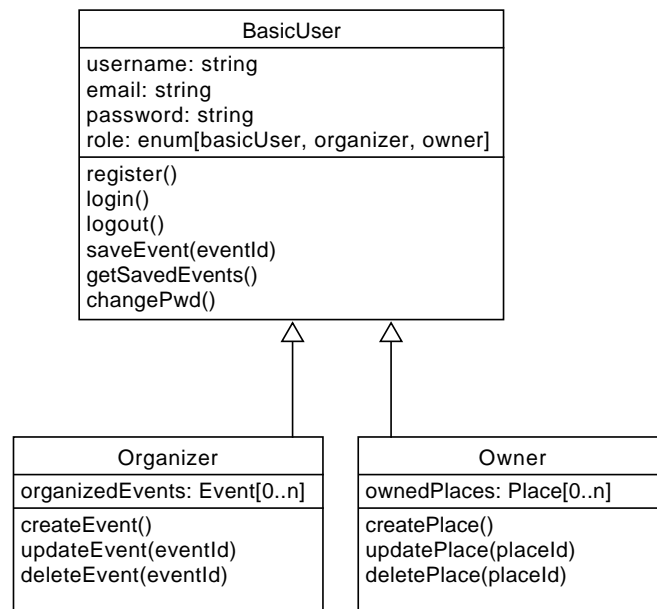 BasicUser
username: string
email: string
password: string
role: enum[basicUser, organizer, owner]
register()
login()
logout()
saveEvent(eventId)
getSavedEvents()
changePwd()
Organizer
organizedEvents: Event[0..n]
createEvent()
updateEvent(eventId)
deleteEvent(eventId)
Owner
ownedPlaces: Place[0..n]
createPlace()
updatePlace(placeId)
deletePlace(placeId)